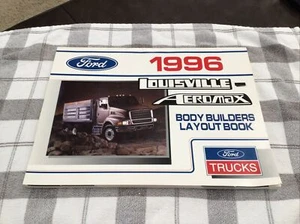 Ford
1996
LOUISVILLE
AEROMAX
BODY BUILDERS
LAYOUT BOOK
Ford
TRUCKS